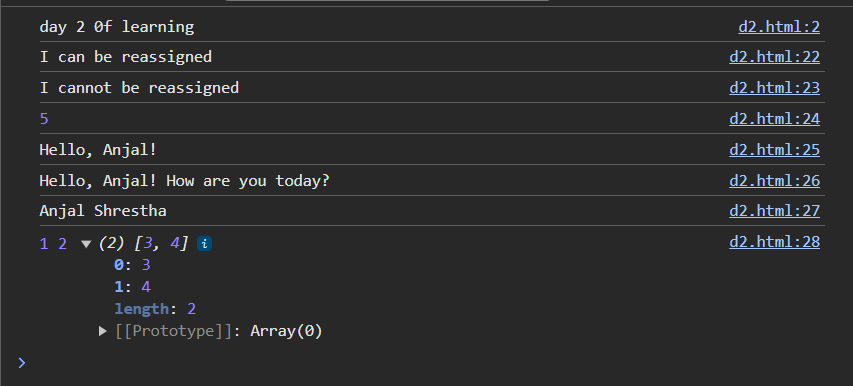 day 2 0f learning d2.html:2
I can be reassigned d2.html:22
I cannot be reassigned d2.html:23
5 d2.html:24
Hello, Anjal! d2.html:25
Hello, Anjal! How are you today? d2.html:26
Anjal Shrestha d2.html:27
1 2 ▼ (2) [3, 4] i d2.html:28
0: 3
1: 4
length: 2
▶ [[Prototype]]: Array(0)
>